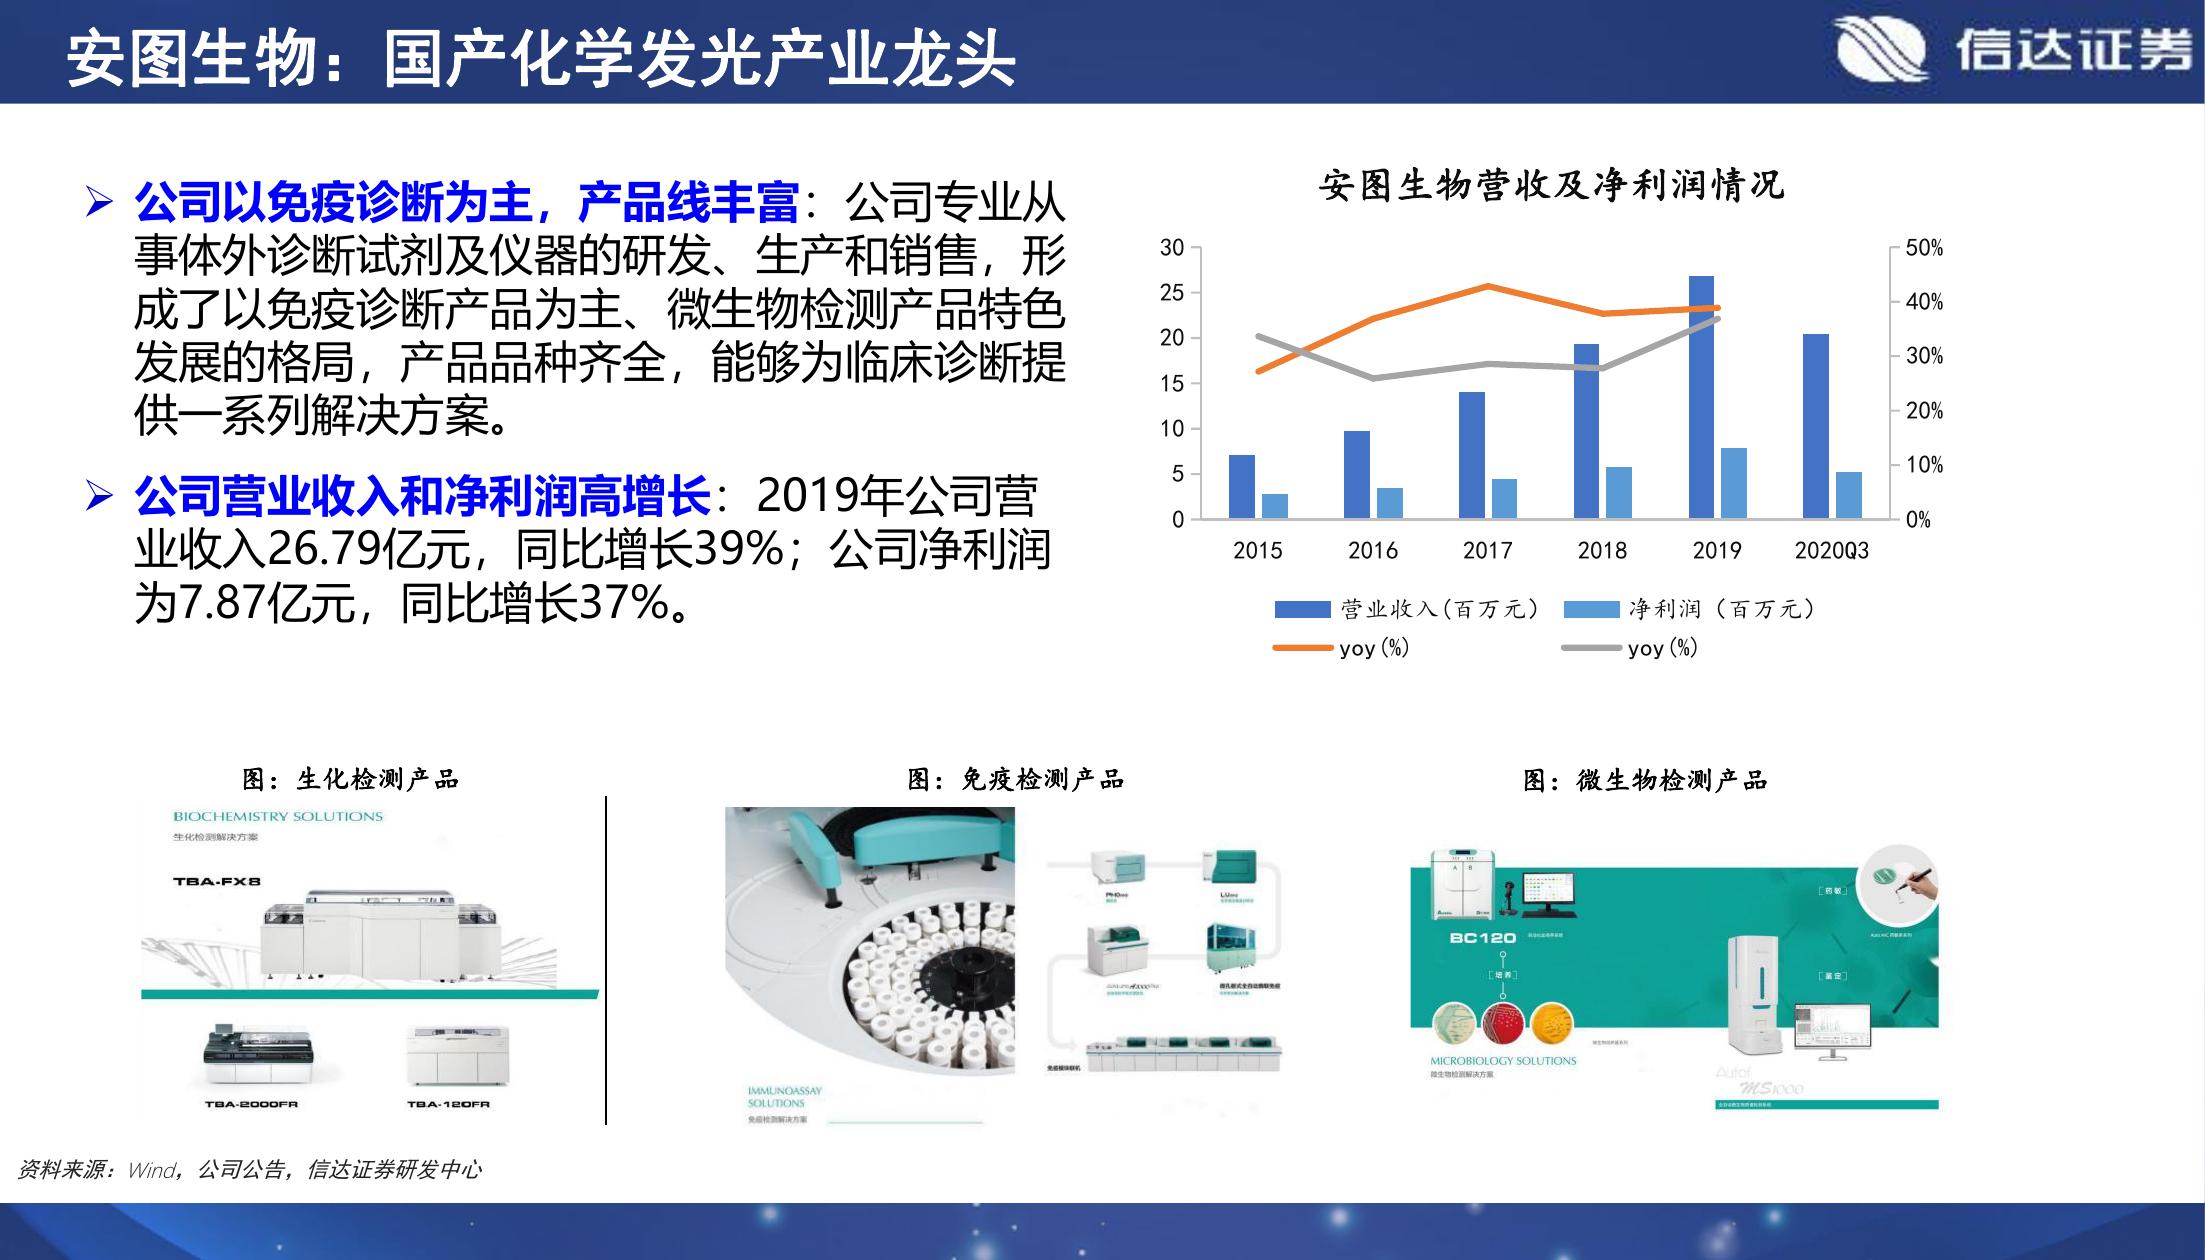 安图生物：国产化学发光产业龙头
信达证券
公司以免疫诊断为主，产品线丰富：公司专业从
事体外诊断试剂及仪器的研发、生产和销售，形
成了以免疫诊断产品为主、微生物检测产品特色
发展的格局，产品品种齐全，能够为临床诊断提
供一系列解决方案。
公司营业收入和净利润高增长：2019年公司营
业收入26.79亿元，同比增长39%；公司净利润
为7.87亿元，同比增长37%。
安图生物营收及净利润情况
30
25
20
15
10
5
0
50%
40%
30%
20%
10%
0%
2015 2016 2017 2018 2019 2020Q3
营业收入(百万元) 净利润（百万元）
yoy(%) yoy(%)
图：生化检测产品
BIOCHEMISTRY SOLUTIONS
生化检测解决方案
TBA-FX8
TBA-2000FR TBA-120FR
图：免疫检测产品
IMMUNOASSAY
SOLUTIONS
免疫检测解决方案
免疫模块联机
图：微生物检测产品
A B
BC120
[培养]
[药敏]
[鉴定]
MICROBIOLOGY SOLUTIONS
微生物检测解决方案
Autof
MS1000
资料来源：Wind，公司公告，信达证券研发中心